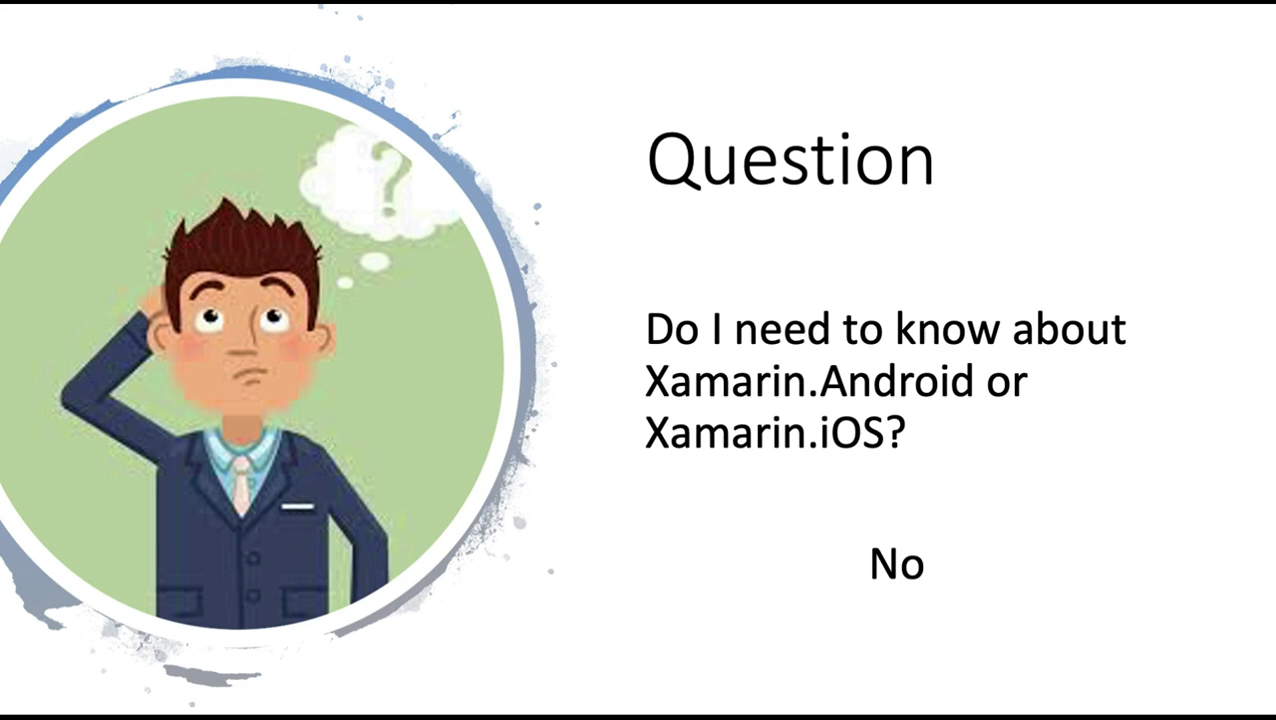 ?
Question
Do I need to know about
Xamarin.Android or
Xamarin.iOS?
No